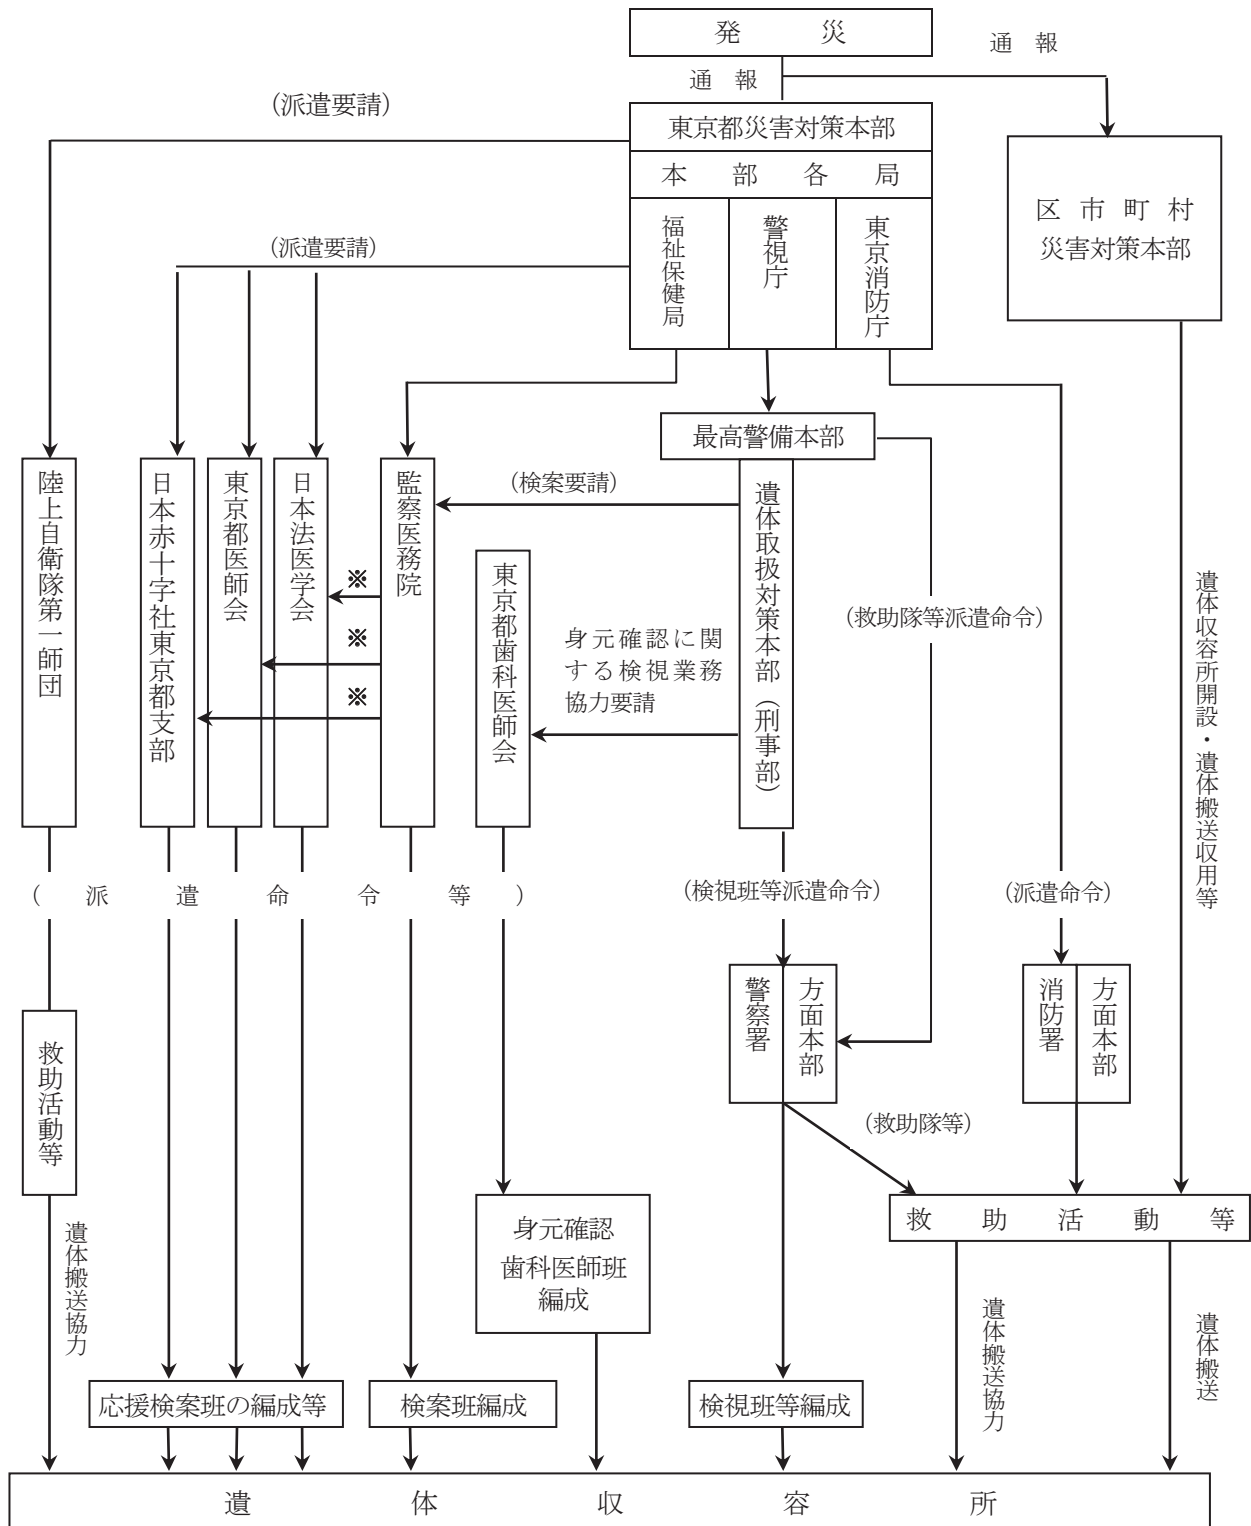 発災
通報
通報
(派遣要請)
東京都災害対策本部
本部各局
福祉保健局
警視庁
東京消防庁
区市町村
災害対策本部
(派遣要請)
最高警備本部
陸上自衛隊第一師団
日本赤十字社東京都支部
東京都医師会
日本法医学会
監察医務院
(検案要請)
東京都歯科医師会
遺体取扱対策本部(刑事部)
※
※
※
身元確認に関
する検視業務
協力要請
(救助隊等派遣命令)
遺体収容所開設・遺体搬送収用等
(派遣命令等)
(検視班等派遣命令)
(派遣命令)
警察署
方面本部
消防署
方面本部
救助活動等
(救助隊等)
身元確認
歯科医師班
編成
救助活動等
遺体搬送協力
遺体搬送協力
遺体搬送
応援検案班の編成等
検案班編成
検視班等編成
遺体収容所